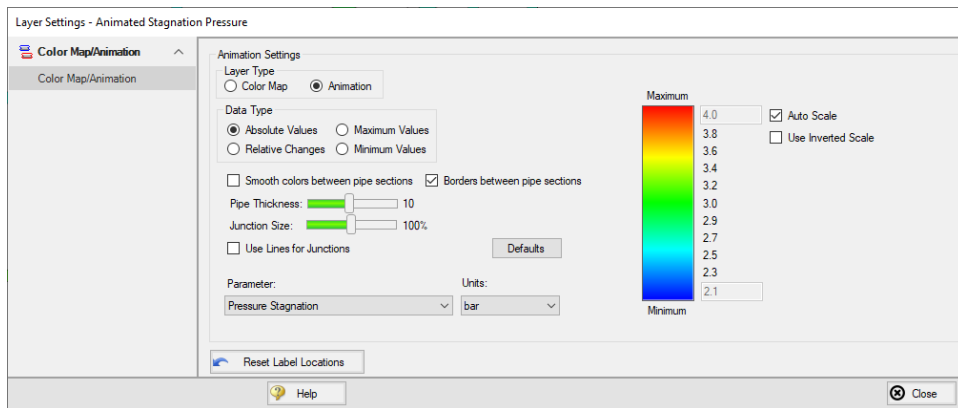 Layer Settings - Animated Stagnation Pressure
Color Map/Animation
Color Map/Animation
Animation Settings
Layer Type
Color Map Animation
Data Type
Absolute Values Maximum Values
Relative Changes Minimum Values
Smooth colors between pipe sections Borders between pipe sections
Pipe Thickness: 10
Junction Size: 100%
Use Lines for Junctions Defaults
Parameter: Units:
Pressure Stagnation bar
Maximum
4.0 Auto Scale
3.8 Use Inverted Scale
3.6
3.4
3.2
3.0
2.9
2.7
2.5
2.3
2.1
Minimum
Reset Label Locations
Help Close